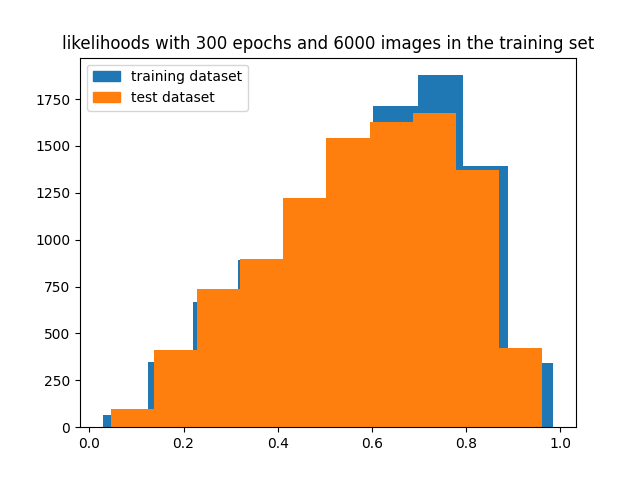 likelihoods with 300 epochs and 6000 images in the training set
training dataset
test dataset
1750
1500
1250
1000
750
500
250
0
0.0 0.2 0.4 0.6 0.8 1.0